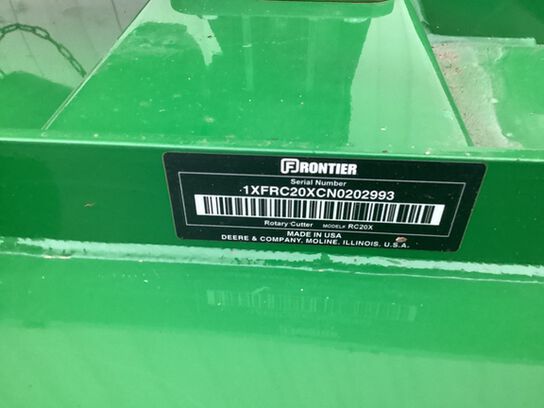 FRONTIER
Serial Number
1XFRC20XCN0202993
Rotary Cutter MODEL# RC20X
MADE IN USA
DEERE & COMPANY, MOLINE, ILLINOIS, U.S.A.